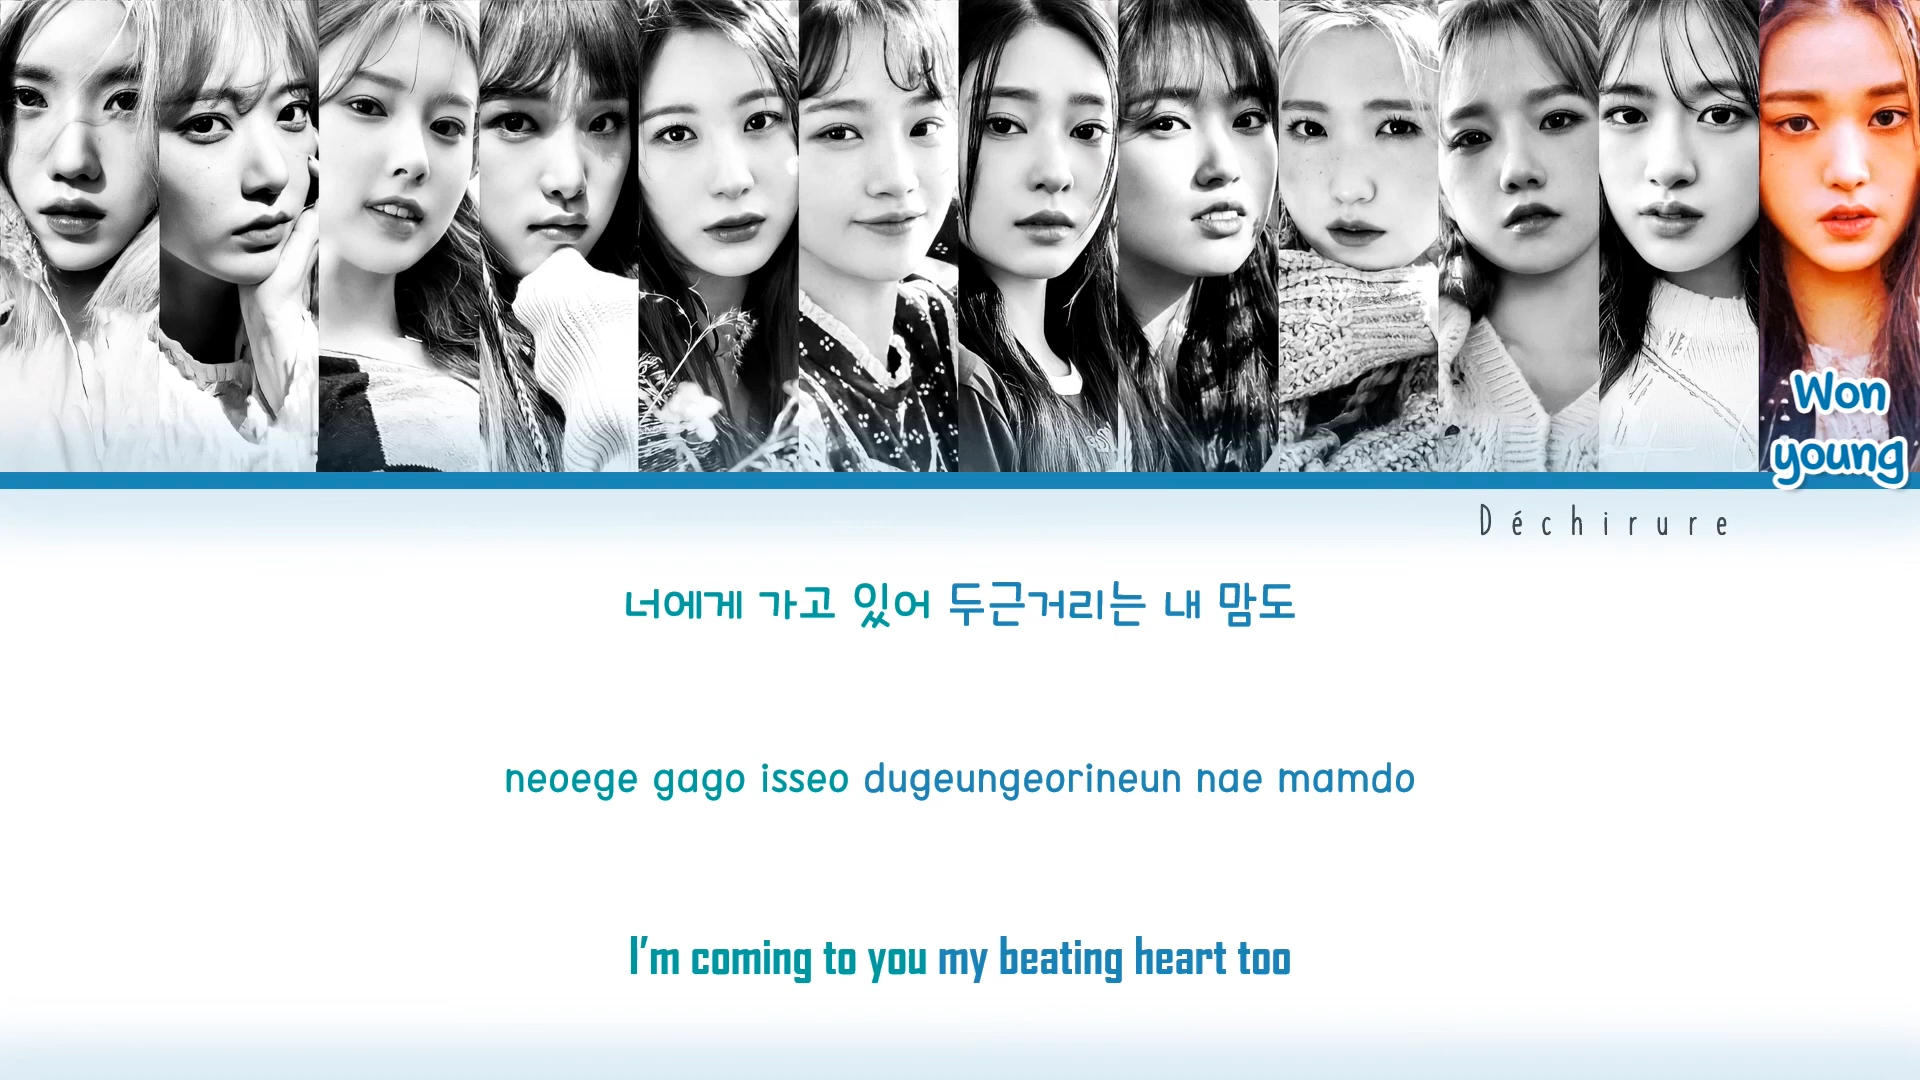 Won
young
Déchirure
너에게 가고 있어 두근거리는 내 맘도
neoege gago isseo dugeungeorineun nae mamdo
I'm coming to you my beating heart too